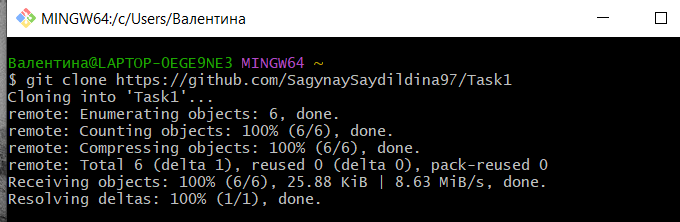 MINGW64:/c/Users/Валентина
Валентина@LAPTOP-OEGE9NE3 MINGW64 ~
$ git clone https://github.com/SagynaySaydildina97/Task1
Cloning into 'Task1'...
remote: Enumerating objects: 6, done.
remote: Counting objects: 100% (6/6), done.
remote: Compressing objects: 100% (6/6), done.
remote: Total 6 (delta 1), reused 0 (delta 0), pack-reused 0
Receiving objects: 100% (6/6), 25.88 KiB | 8.63 MiB/s, done.
Resolving deltas: 100% (1/1), done.